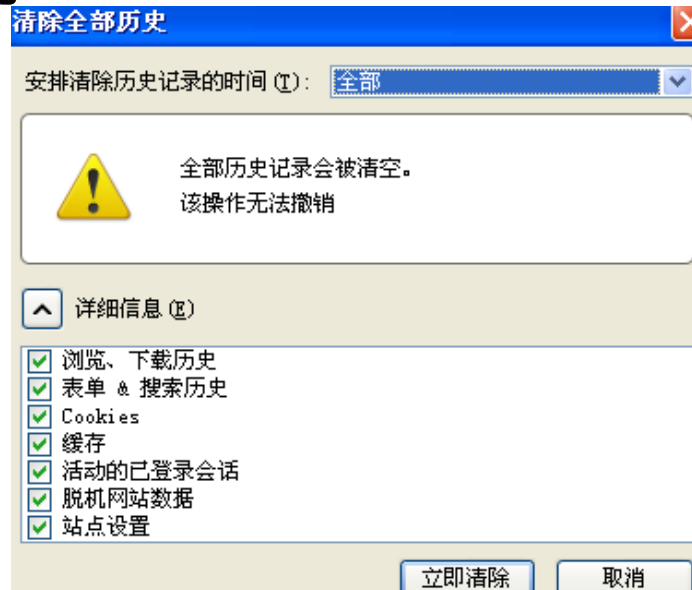 清除全部历史
安排清除历史记录的时间(T): 全部
全部历史记录会被清空。
该操作无法撤销
详细信息(E)
浏览、下载历史
表单 & 搜索历史
Cookies
缓存
活动的已登录会话
脱机网站数据
站点设置
立即清除 取消